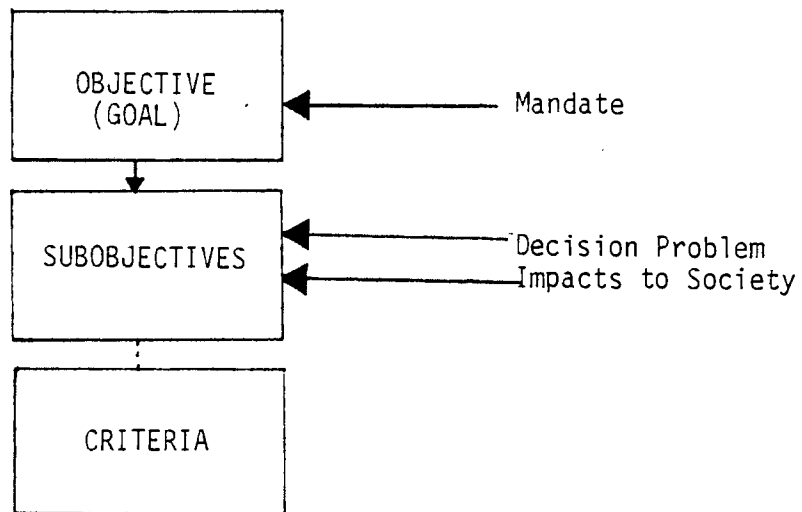 OBJECTIVE
(GOAL)
Mandate
SUBOBJECTIVES
Decision Problem
Impacts to Society
CRITERIA